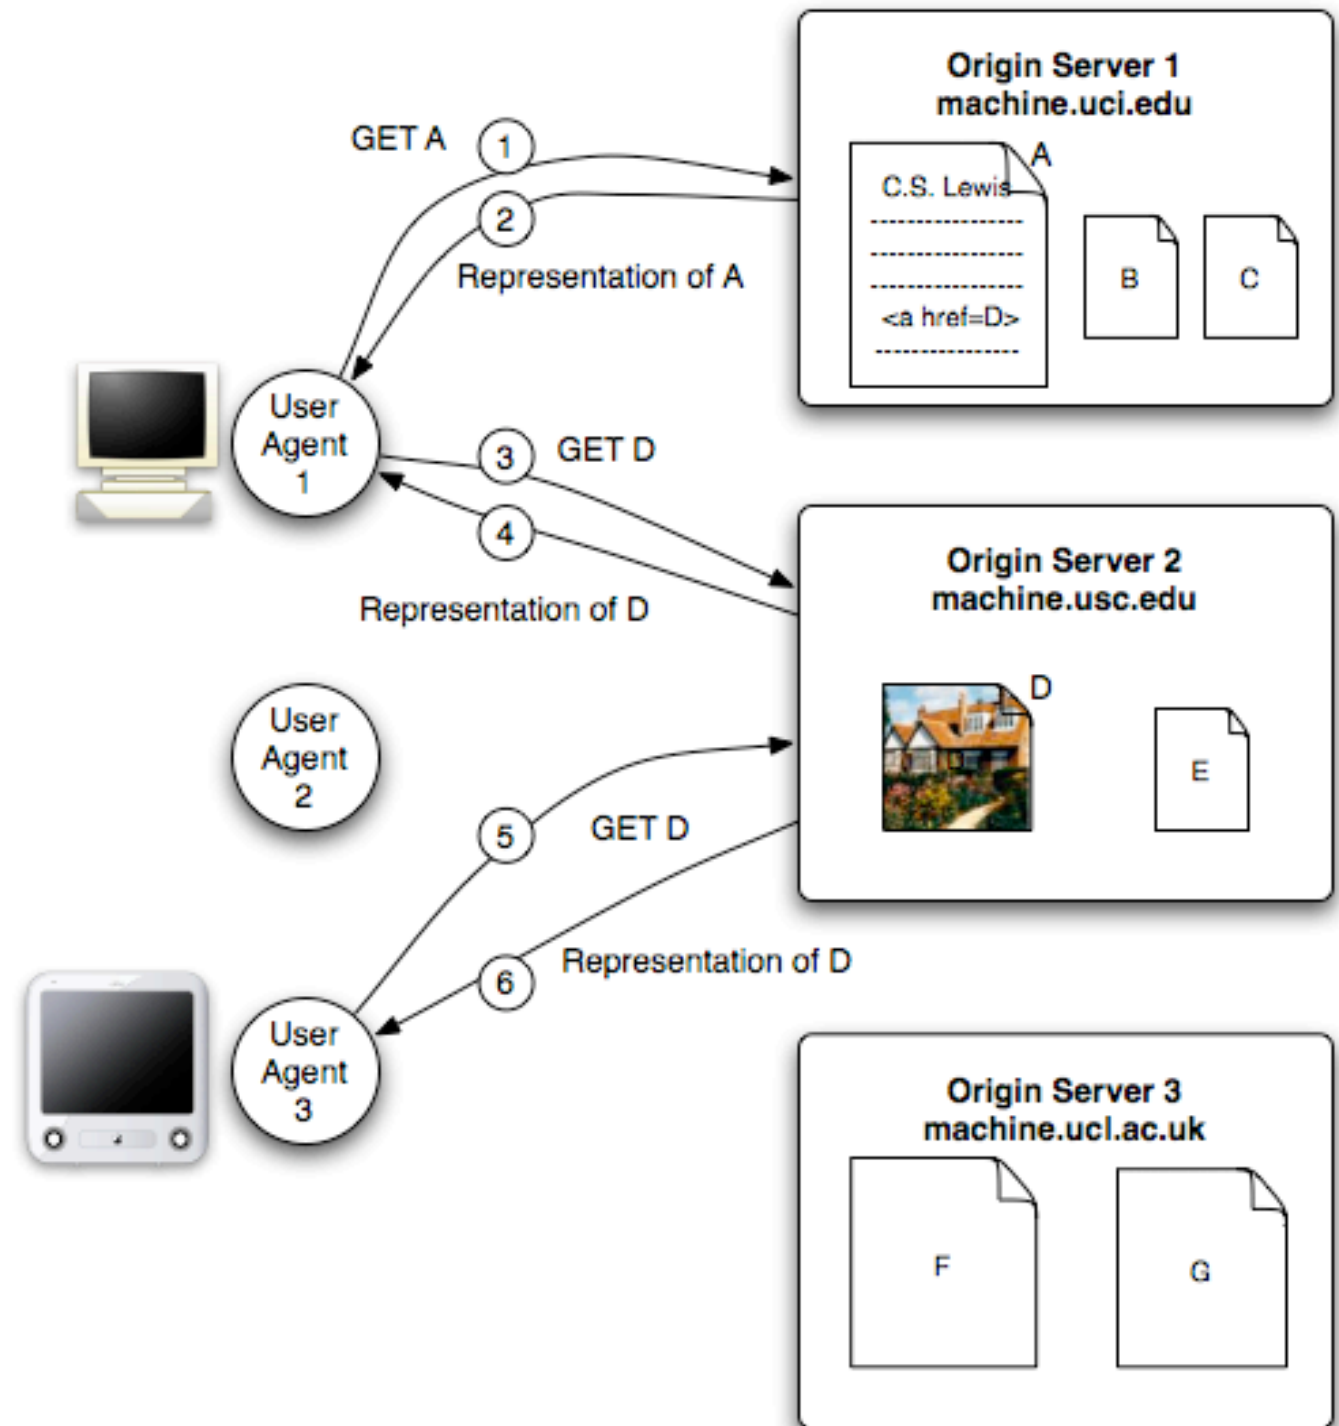 Origin Server 1
machine.uci.edu
GET A
1
A
C.S. Lewis
-----------------
2
-----------------
Representation of A
-----------------
B
C
<a href=D>
----------------
User
Agent
1
3
GET D
4
Origin Server 2
machine.usc.edu
Representation of D
D
User
Agent
2
E
5
GET D
Representation of D
6
User
Agent
3
Origin Server 3
machine.ucl.ac.uk
F
G